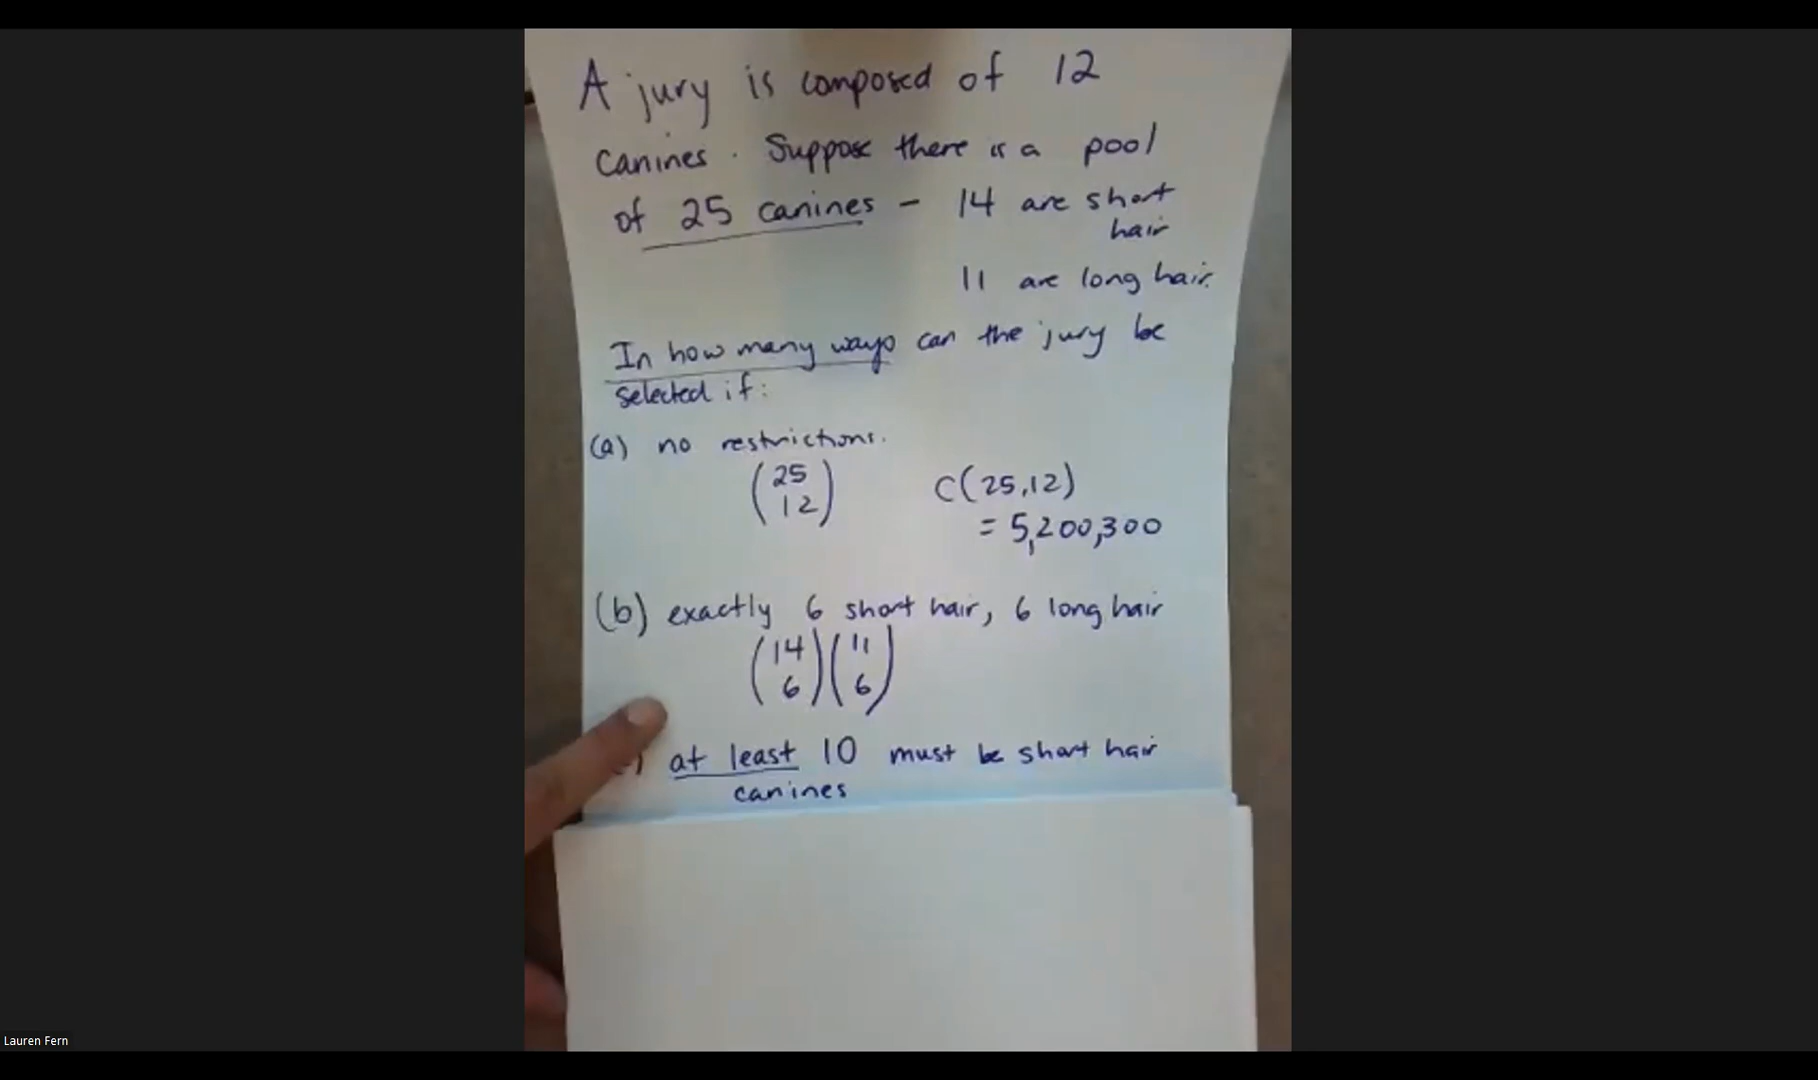 A jury is composed of 12
canines. Suppose there is a pool
of 25 canines - 14 are short
hair
11 are long hair.
In how many ways can the jury be
selected if:
(a) no restrictions.
(25 12) C(25,12)
= 5,200,300
(b) exactly 6 short hair, 6 long hair
(14 6)(11 6)
) at least 10 must be short hair
canines
Lauren Fern